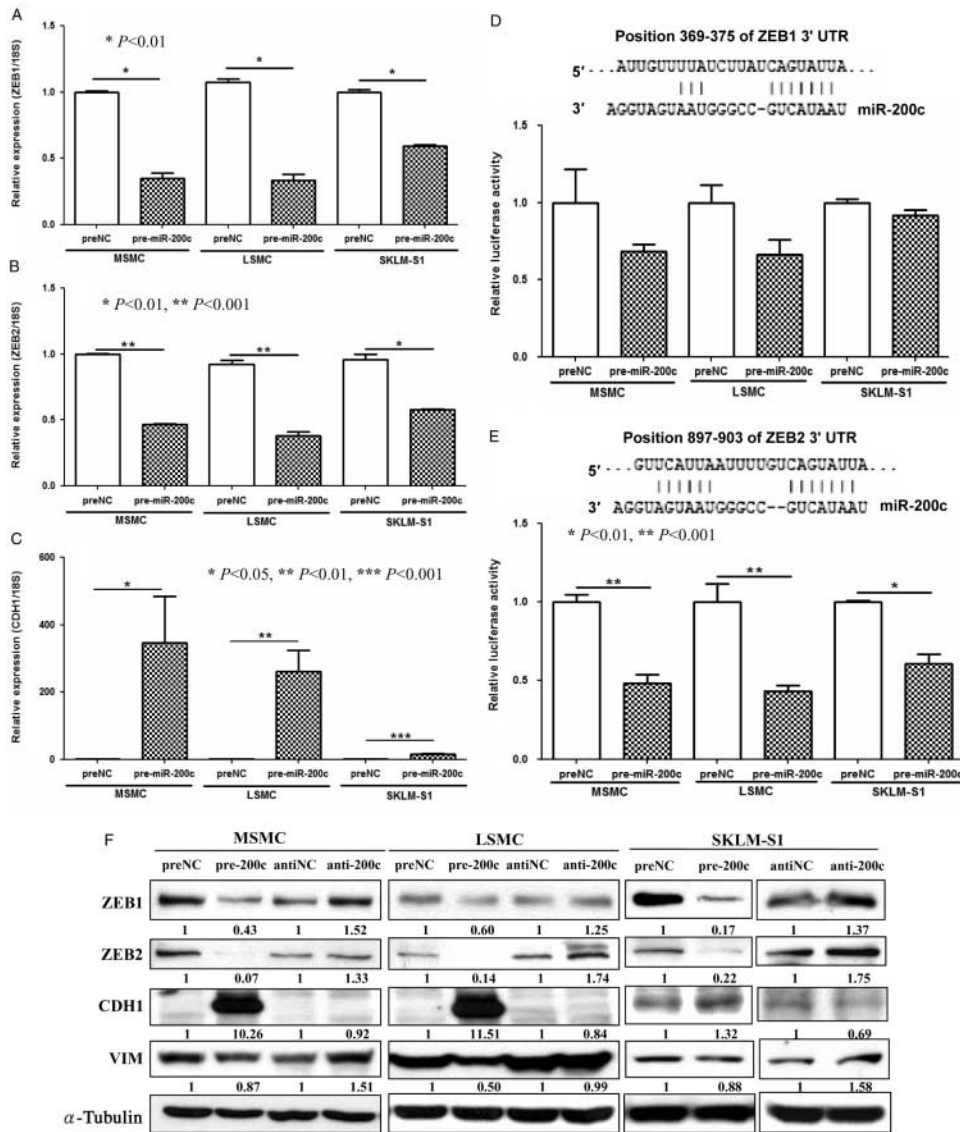 A
Relative expression (ZEB1/18S)
1.5
1.0
0.5
0.0
* P<0.01
* * *
preNC pre-miR-200c preNC pre-miR-200c preNC pre-miR-200c
MSMC LSMC SKLM-S1
B
Relative expression (ZEB2/18S)
1.5
1.0
0.5
0.0
* P<0.01, ** P<0.001
** ** *
preNC pre-miR-200c preNC pre-miR-200c preNC pre-miR-200c
MSMC LSMC SKLM-S1
C
Relative expression (CDH1/18S)
600
400
200
0
* P<0.05, ** P<0.01, *** P<0.001
* ** ***
preNC pre-miR-200c preNC pre-miR-200c preNC pre-miR-200c
MSMC LSMC SKLM-S1
D
Position 369-375 of ZEB1 3' UTR
5' ...AUUGUUUUAUCUUAUCAGUAUUA...
3' AGGUAGUAAUGGGCC-GUCAUAAU miR-200c
Relative luciferase activity
1.5
1.0
0.5
0.0
preNC pre-miR-200c preNC pre-miR-200c preNC pre-miR-200c
MSMC LSMC SKLM-S1
E
Position 897-903 of ZEB2 3' UTR
5' ...GUUCAUUAAUUUUGUCAGUAUUA...
3' AGGUAGUAAUGGGCC--GUCAUAAU miR-200c
Relative luciferase activity
1.5
1.0
0.5
0.0
* P<0.01, ** P<0.001
** ** *
preNC pre-miR-200c preNC pre-miR-200c preNC pre-miR-200c
MSMC LSMC SKLM-S1
F
MSMC LSMC SKLM-S1
preNC pre-200c antiNC anti-200c preNC pre-200c antiNC anti-200c preNC pre-200c antiNC anti-200c
ZEB1
1 0.43 1 1.52 1 0.60 1 1.25 1 0.17 1 1.37
ZEB2
1 0.07 1 1.33 1 0.14 1 1.74 1 0.22 1 1.75
CDH1
1 10.26 1 0.92 1 11.51 1 0.84 1 1.32 1 0.69
VIM
1 0.87 1 1.51 1 0.50 1 0.99 1 0.88 1 1.58
α-Tubulin